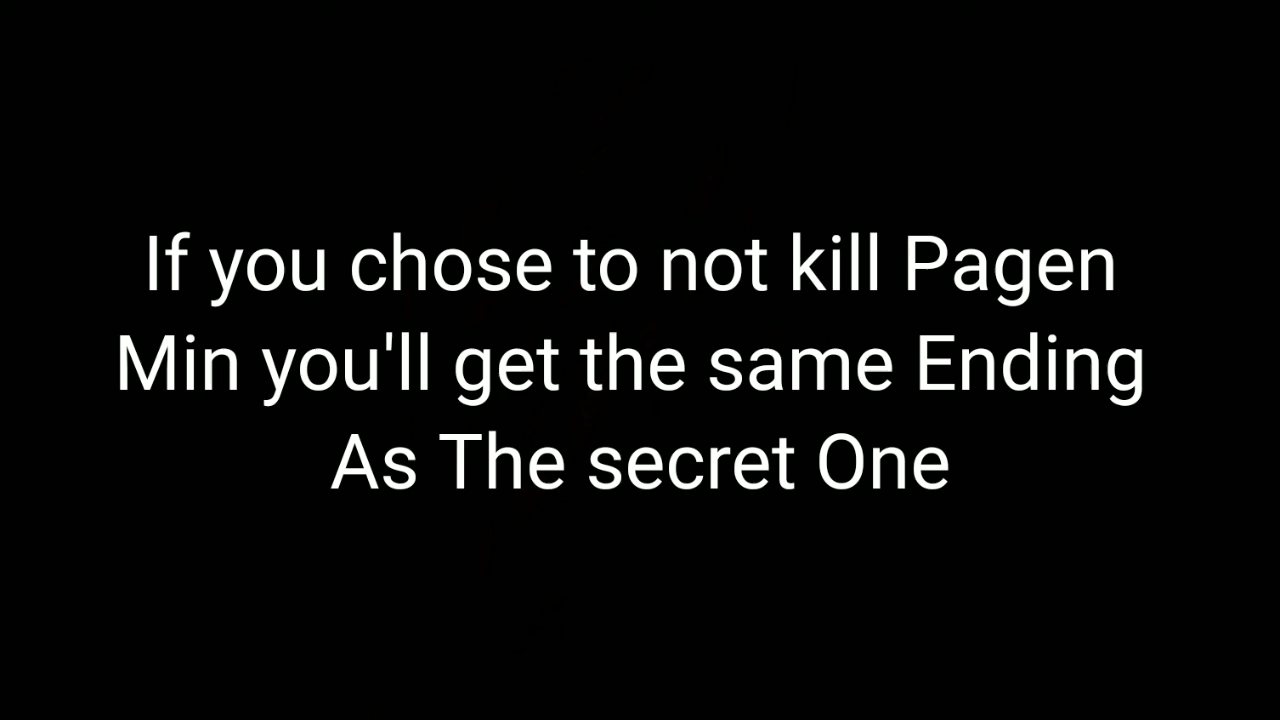 If you chose to not kill Pagen
Min you'll get the same Ending
As The secret One